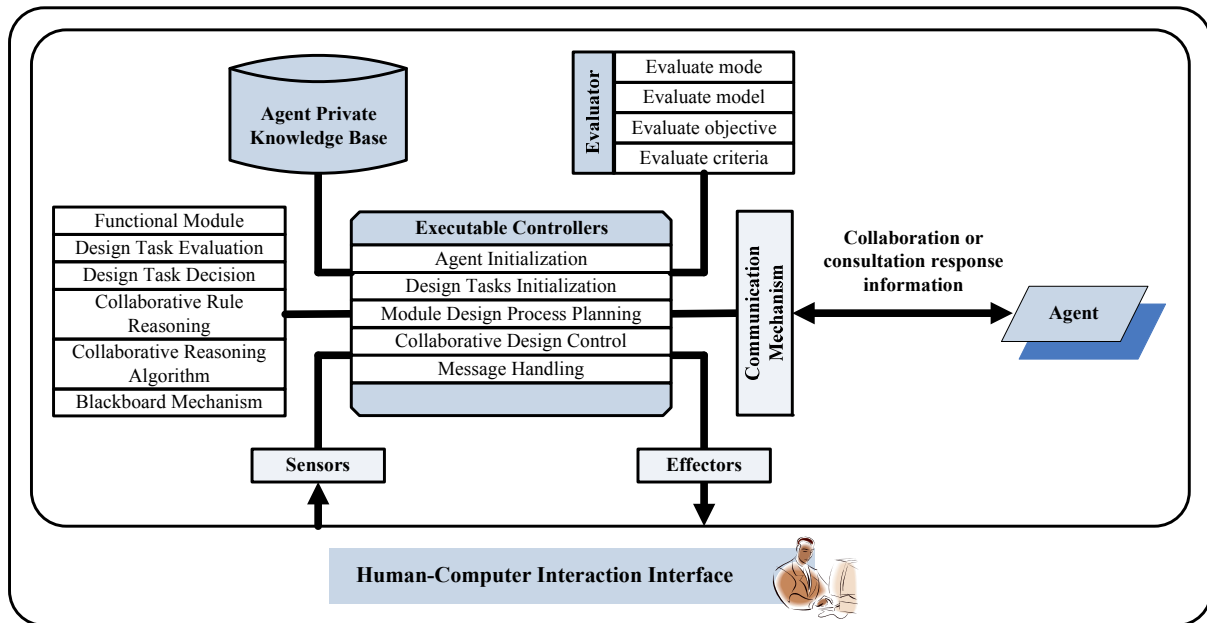 Agent Private
Knowledge Base
Evaluator
Evaluate mode
Evaluate model
Evaluate objective
Evaluate criteria
Functional Module
Design Task Evaluation
Design Task Decision
Collaborative Rule
Reasoning
Collaborative Reasoning
Algorithm
Blackboard Mechanism
Executable Controllers
Agent Initialization
Design Tasks Initialization
Module Design Process Planning
Collaborative Design Control
Message Handling
Communication
Mechanism
Collaboration or
consultation response
information
Agent
Sensors
Effectors
Human-Computer Interaction Interface